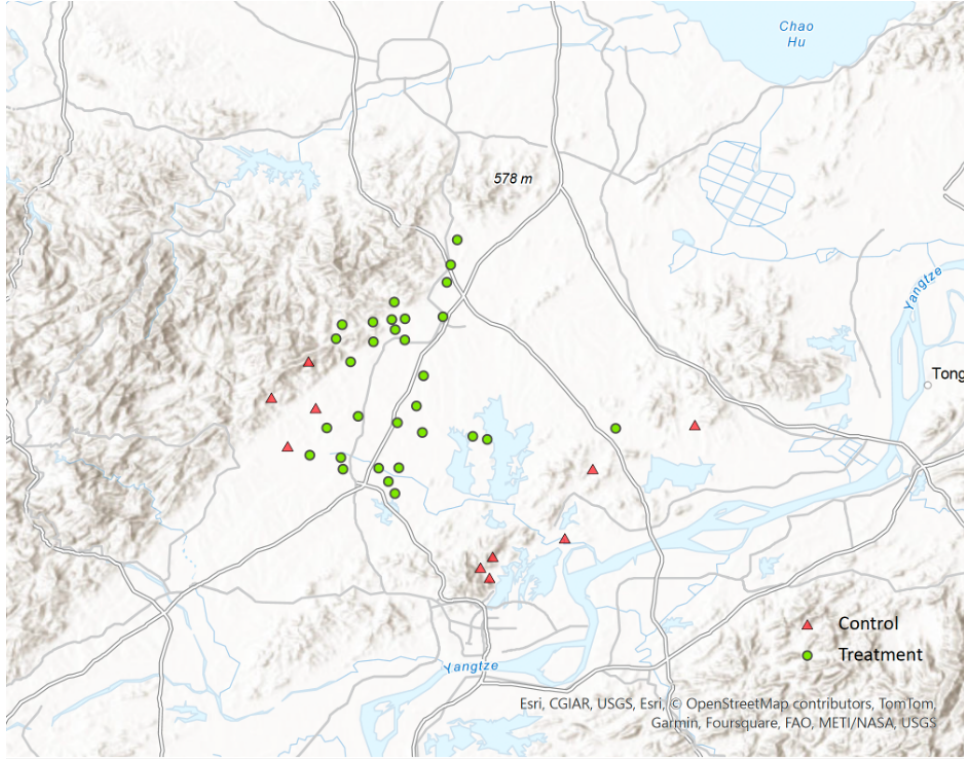 Chao
Hu
578 m
Yangtze
Tong
Control
Treatment
Yangtze
Esri, CGIAR, USGS, Esri, © OpenStreetMap contributors, TomTom,
Garmin, Foursquare, FAO, METI/NASA, USGS